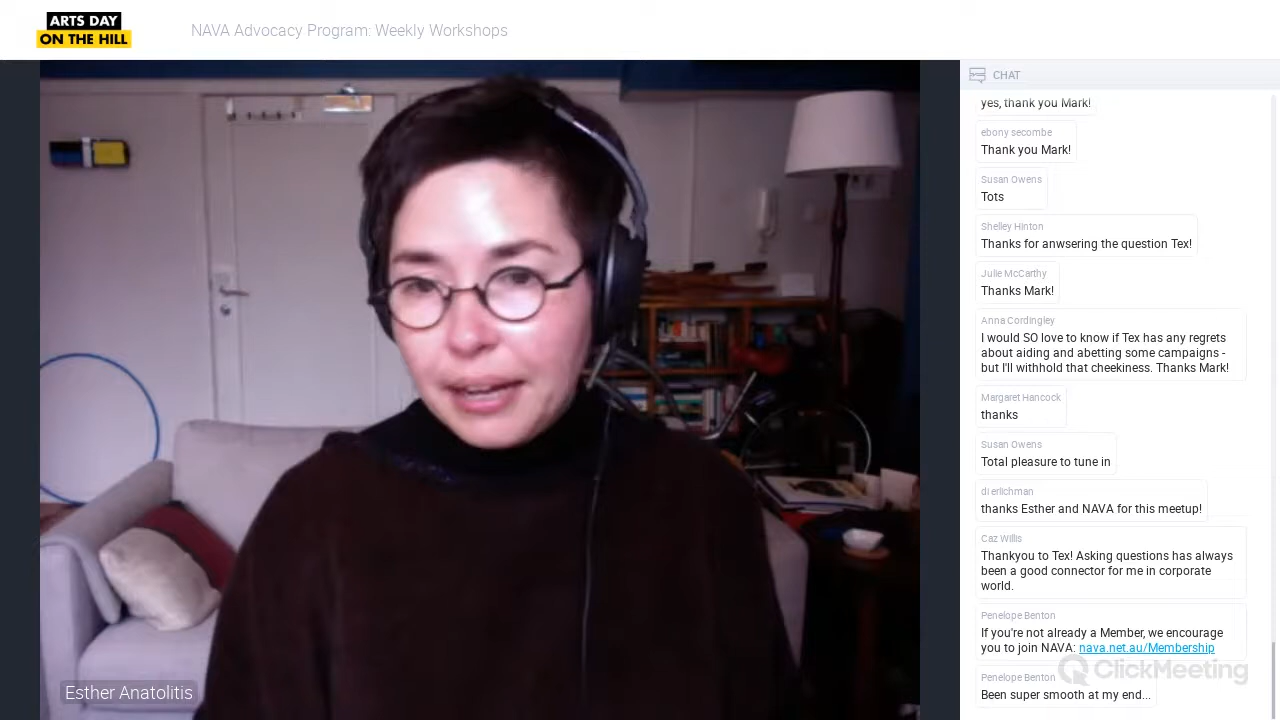 ARTS DAY
ON THE HILL
NAVA Advocacy Program: Weekly Workshops
CHAT
yes, thank you Mark!
ebony secombe
Thank you Mark!
Susan Owens
Tots
Shelley Hinton
Thanks for anwsering the question Tex!
Julie McCarthy
Thanks Mark!
Anna Cordingley
I would SO love to know if Tex has any regrets
about aiding and abetting some campaigns -
but I'll withhold that cheekiness. Thanks Mark!
Margaret Hancock
thanks
Susan Owens
Total pleasure to tune in
di erlichman
thanks Esther and NAVA for this meetup!
Caz Willis
Thankyou to Tex! Asking questions has always
been a good connector for me in corporate
world.
Penelope Benton
If you're not already a Member, we encourage
you to join NAVA: nava.net.au/Membership
ClickMeeting
Penelope Benton
Been super smooth at my end...
Esther Anatolitis